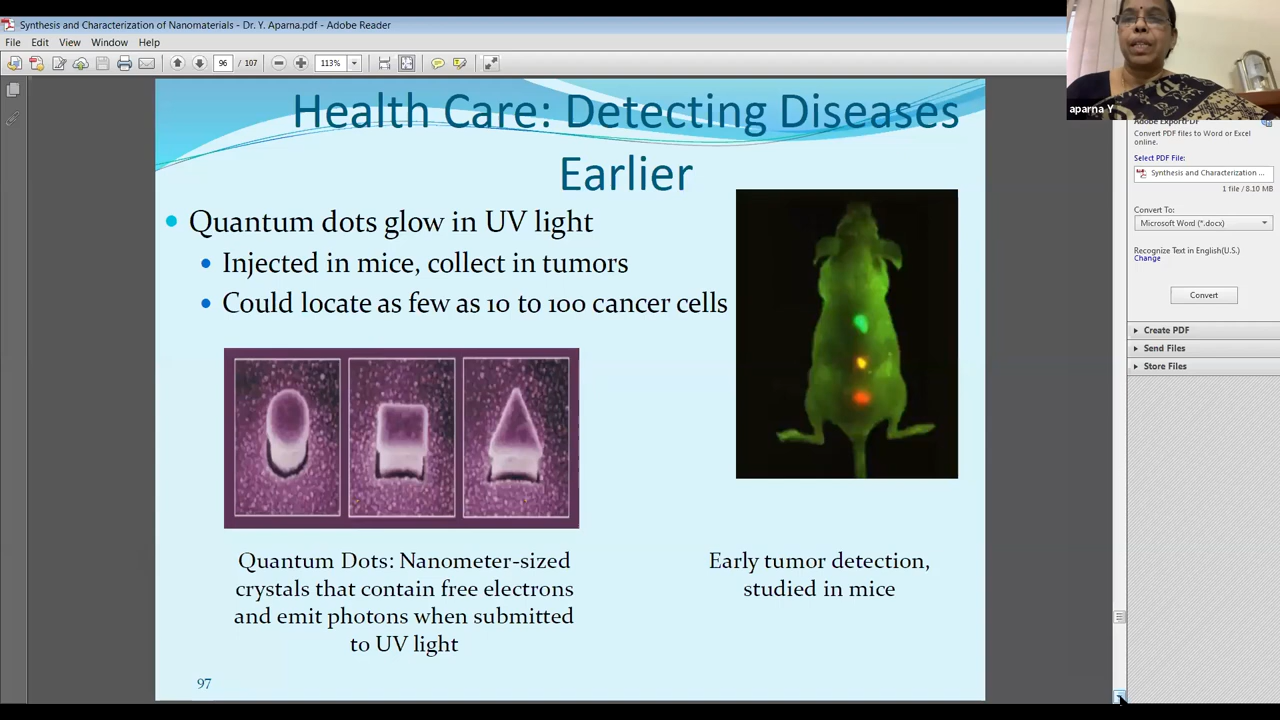 Synthesis and Characterization of Nanomaterials - Dr. Y. Aparna.pdf - Adobe Reader
File Edit View Window Help
96 / 107 113%
aparna Y
Health Care: Detecting Diseases
Earlier
• Quantum dots glow in UV light
• Injected in mice, collect in tumors
• Could locate as few as 10 to 100 cancer cells
Quantum Dots: Nanometer-sized
crystals that contain free electrons
and emit photons when submitted
to UV light
Early tumor detection,
studied in mice
97
Adobe ExportPDF
Convert PDF files to Word or Excel
online.
Select PDF File:
Synthesis and Characterization ...
1 file / 8.10 MB
Convert To:
Microsoft Word (*.docx)
Recognize Text in English(U.S.)
Change
Convert
Create PDF
Send Files
Store Files